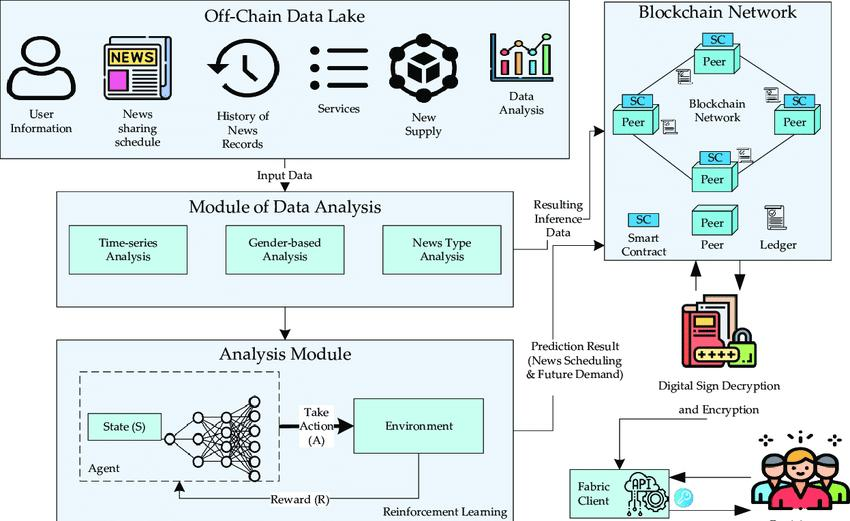 Off-Chain Data Lake
NEWS
User
Information
News
sharing
schedule
History of
News
Records
Services
New
Supply
Data
Analysis
Input Data
Module of Data Analysis
Time-series
Analysis
Gender-based
Analysis
News Type
Analysis
Resulting
Inference
Data
Analysis Module
State (S)
Agent
Take
Action
(A)
Environment
Reward (R)
Reinforcement Learning
Prediction Result
(News Scheduling
& Future Demand)
Blockchain Network
SC
Peer
SC
Peer
Blockchain
Network
SC
Peer
SC
Peer
SC
Smart
Contract
Peer
Peer
Ledger
Digital Sign Decryption
and Encryption
Fabric
Client
API